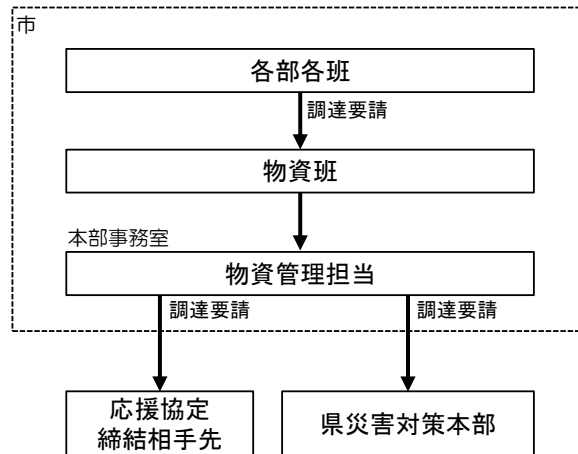 市
各部各班
調達要請
物資班
本部事務室
物資管理担当
調達要請
調達要請
応援協定
締結相手先
県災害対策本部